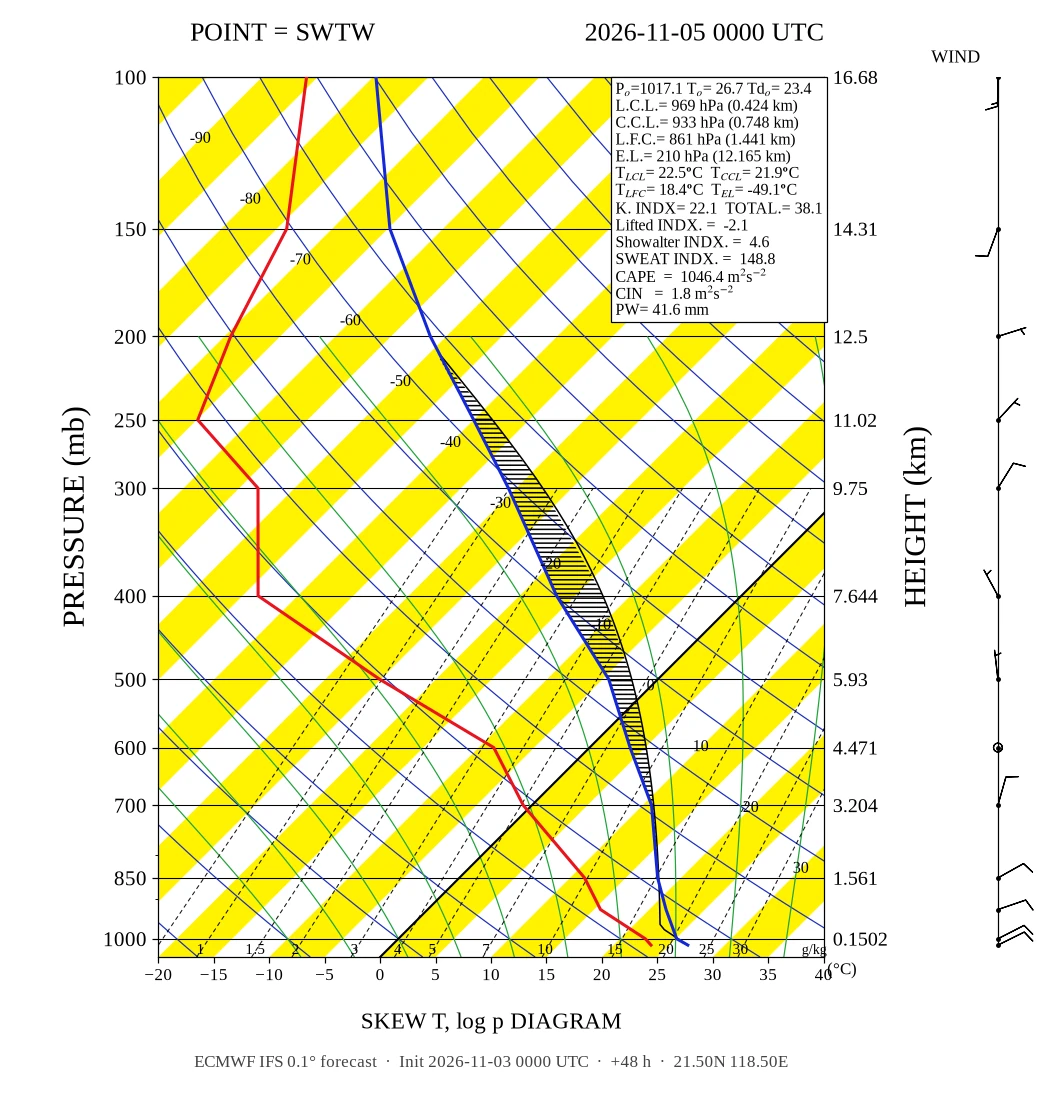 POINT = SWTW 2026-11-05 0000 UTC
WIND
100 16.68
Pₒ=1017.1 Tₒ= 26.7 Tdₒ= 23.4
L.C.L.= 969 hPa (0.424 km)
C.C.L.= 933 hPa (0.748 km)
L.F.C.= 861 hPa (1.441 km)
E.L.= 210 hPa (12.165 km)
T_LCL= 22.5°C T_CCL= 21.9°C
T_LFC= 18.4°C T_EL= -49.1°C
K. INDX= 22.1 TOTAL.= 38.1
Lifted INDX. = -2.1
Showalter INDX. = 4.6
SWEAT INDX. = 148.8
CAPE = 1046.4 m²s⁻²
CIN = 1.8 m²s⁻²
PW= 41.6 mm
-90
-80
150 14.31
-70
-60
200 12.5
-50
250 11.02
-40
300 9.75
-30
-20
400 7.644
-10
500 5.93
0
600 4.471
10
700 3.204
20
850 1.561
30
1000 0.1502
PRESSURE (mb)
HEIGHT (km)
1 1.5 2 3 4 5 7 10 15 20 25 30 g/kg
−20 −15 −10 −5 0 5 10 15 20 25 30 35 40 (°C)
SKEW T, log p DIAGRAM
ECMWF IFS 0.1° forecast · Init 2026-11-03 0000 UTC · +48 h · 21.50N 118.50E